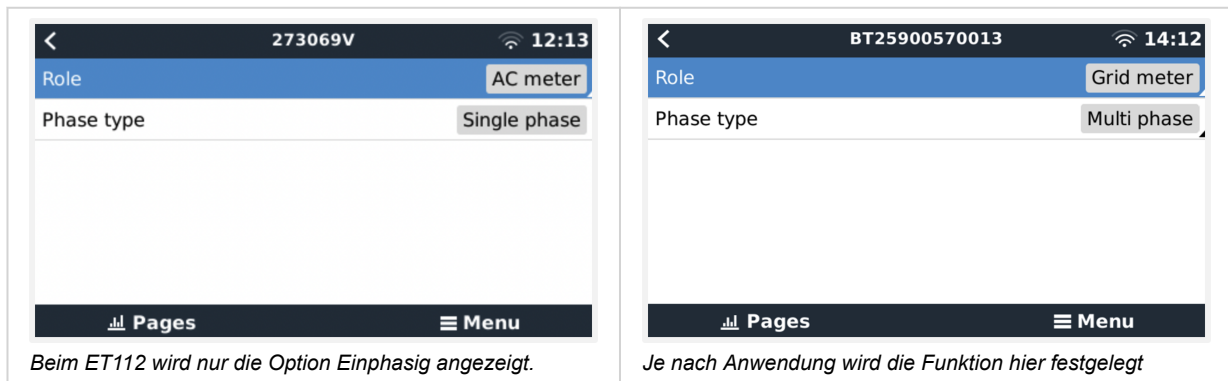 273069V 12:13
Role AC meter
Phase type Single phase
Pages Menu
Beim ET112 wird nur die Option Einphasig angezeigt.
BT25900570013 14:12
Role Grid meter
Phase type Multi phase
Pages Menu
Je nach Anwendung wird die Funktion hier festgelegt